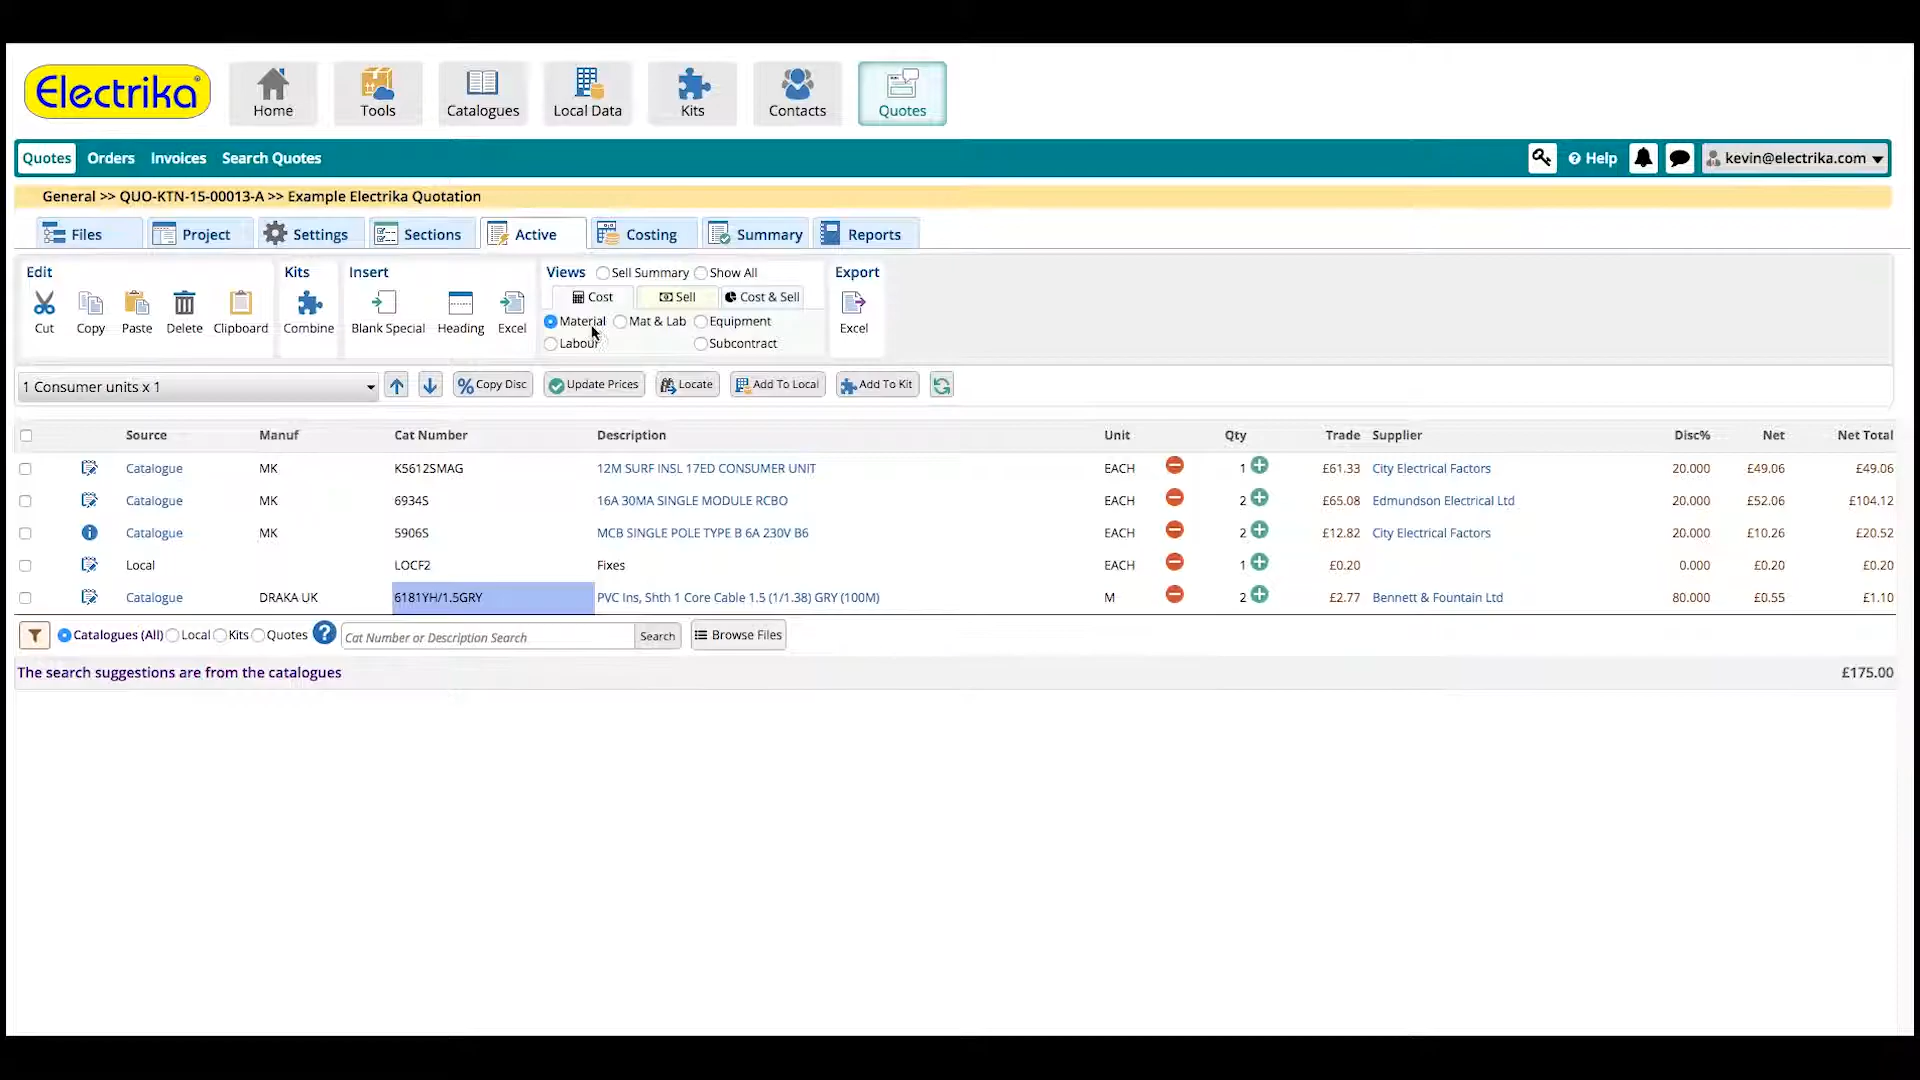 Electrika
Home Tools Catalogues Local Data Kits Contacts Quotes
Quotes Orders Invoices Search Quotes Help kevin@electrika.com
General >> QUO-KTN-15-00013-A >> Example Electrika Quotation
Files Project Settings Sections Active Costing Summary Reports
Edit Kits Insert Views Sell Summary Show All Export
Cost Sell Cost & Sell
Cut Copy Paste Delete Clipboard Combine Blank Special Heading Excel Material Mat & Lab Equipment Excel
Labour Subcontract
1 Consumer units x 1 % Copy Disc Update Prices Locate Add To Local Add To Kit
Source Manuf Cat Number Description Unit Qty Trade Supplier Disc% Net Net Total
Catalogue MK K5612SMAG 12M SURF INSL 17ED CONSUMER UNIT EACH 1 £61.33 City Electrical Factors 20.000 £49.06 £49.06
Catalogue MK 6934S 16A 30MA SINGLE MODULE RCBO EACH 2 £65.08 Edmundson Electrical Ltd 20.000 £52.06 £104.12
Catalogue MK 5906S MCB SINGLE POLE TYPE B 6A 230V B6 EACH 2 £12.82 City Electrical Factors 20.000 £10.26 £20.52
Local LOCF2 Fixes EACH 1 £0.20 0.000 £0.20 £0.20
Catalogue DRAKA UK 6181YH/1.5GRY PVC Ins, Shth 1 Core Cable 1.5 (1/1.38) GRY (100M) M 2 £2.77 Bennett & Fountain Ltd 80.000 £0.55 £1.10
Catalogues (All) Local Kits Quotes ? Cat Number or Description Search Search Browse Files
The search suggestions are from the catalogues £175.00